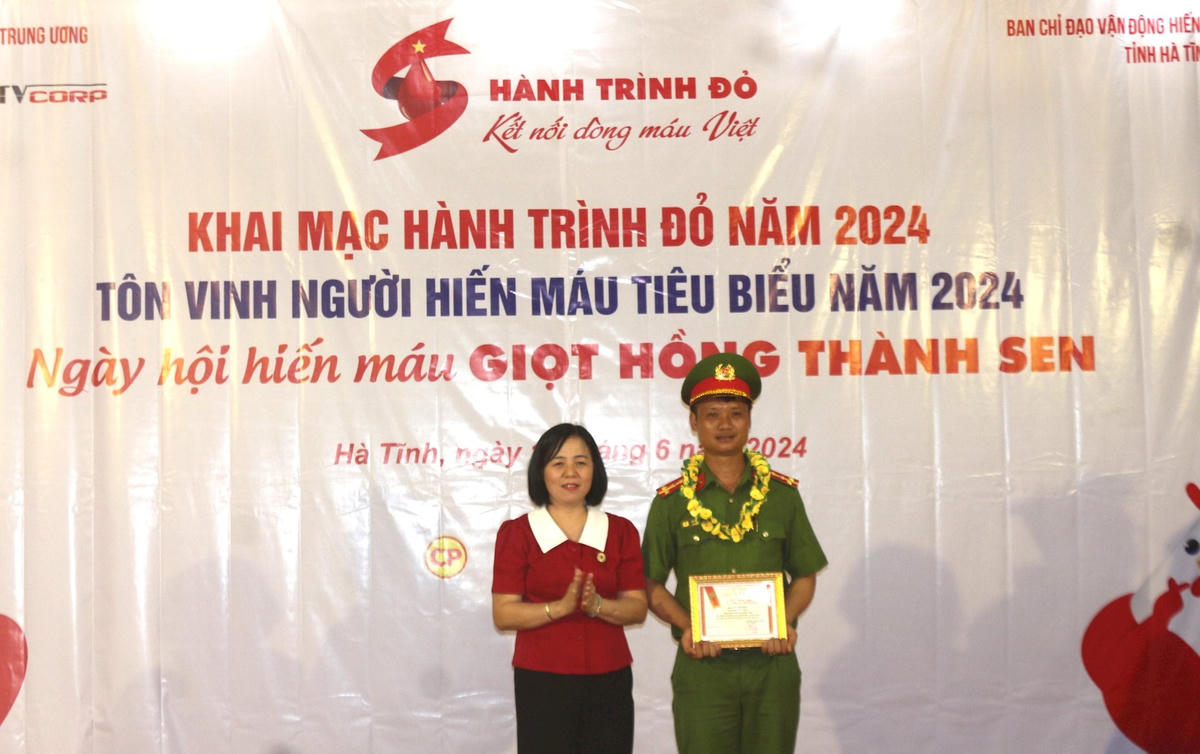 TRUNG ƯƠNG
TVCORP
BAN CHỈ ĐẠO VẬN ĐỘNG HIẾN
TỈNH HÀ TĨN
HÀNH TRÌNH ĐỎ
Kết nối dòng máu Việt
KHAI MẠC HÀNH TRÌNH ĐỎ NĂM 2024
TÔN VINH NGƯỜI HIẾN MÁU TIÊU BIỂU NĂM 2024
Ngày hội hiến máu GIỌT HỒNG THÀNH SEN
Hà Tĩnh, ngày 6 2024
CP